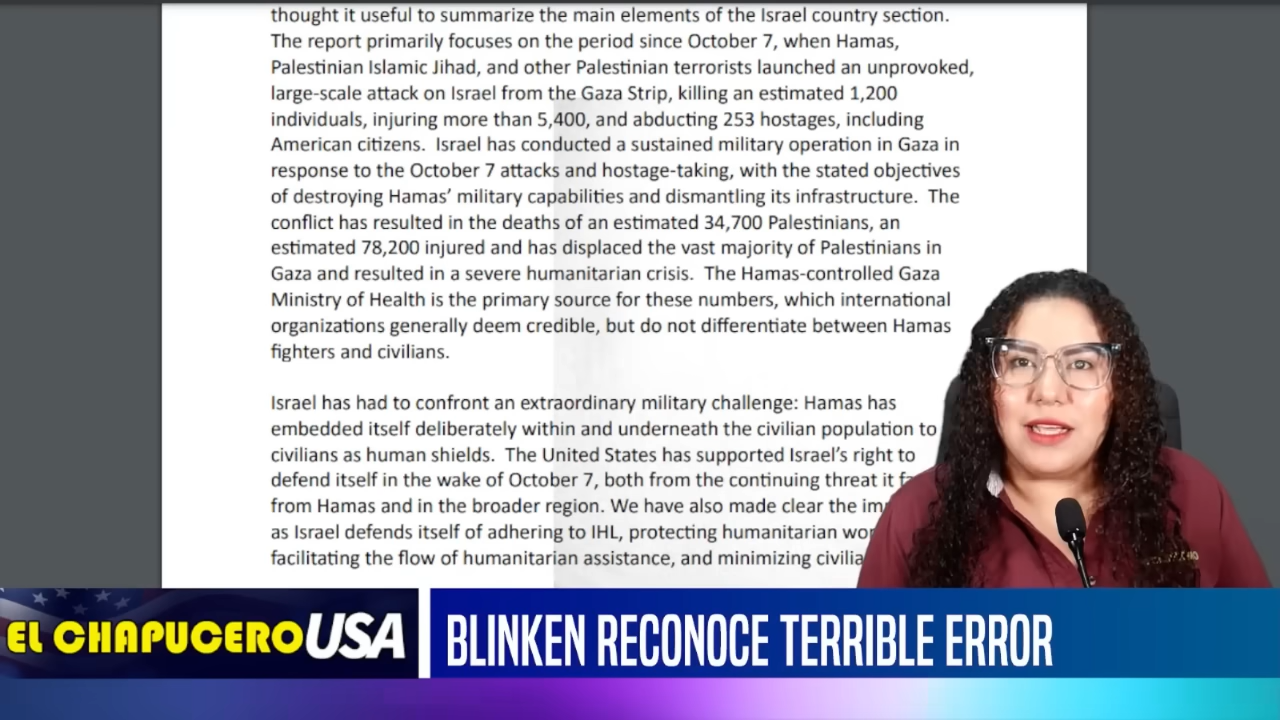 thought it useful to summarize the main elements of the Israel country section.
The report primarily focuses on the period since October 7, when Hamas,
Palestinian Islamic Jihad, and other Palestinian terrorists launched an unprovoked,
large-scale attack on Israel from the Gaza Strip, killing an estimated 1,200
individuals, injuring more than 5,400, and abducting 253 hostages, including
American citizens.  Israel has conducted a sustained military operation in Gaza in
response to the October 7 attacks and hostage-taking, with the stated objectives
of destroying Hamas’ military capabilities and dismantling its infrastructure.  The
conflict has resulted in the deaths of an estimated 34,700 Palestinians, an
estimated 78,200 injured and has displaced the vast majority of Palestinians in
Gaza and resulted in a severe humanitarian crisis.  The Hamas-controlled Gaza
Ministry of Health is the primary source for these numbers, which international
organizations generally deem credible, but do not differentiate between Hamas
fighters and civilians.
Israel has had to confront an extraordinary military challenge: Hamas has
embedded itself deliberately within and underneath the civilian population to
civilians as human shields.  The United States has supported Israel’s right to
defend itself in the wake of October 7, both from the continuing threat it
from Hamas and in the broader region. We have also made clear the
as Israel defends itself of adhering to IHL, protecting humanitarian
facilitating the flow of humanitarian assistance, and minimizing
EL CHAPUCERO USA
BLINKEN RECONOCE TERRIBLE ERROR